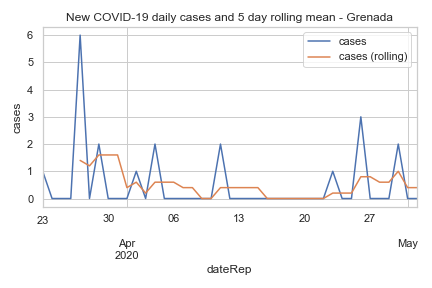 New COVID-19 daily cases and 5 day rolling mean - Grenada
cases
cases (rolling)
cases
6
5
4
3
2
1
0
23
30
06
13
20
27
Apr
2020
May
dateRep